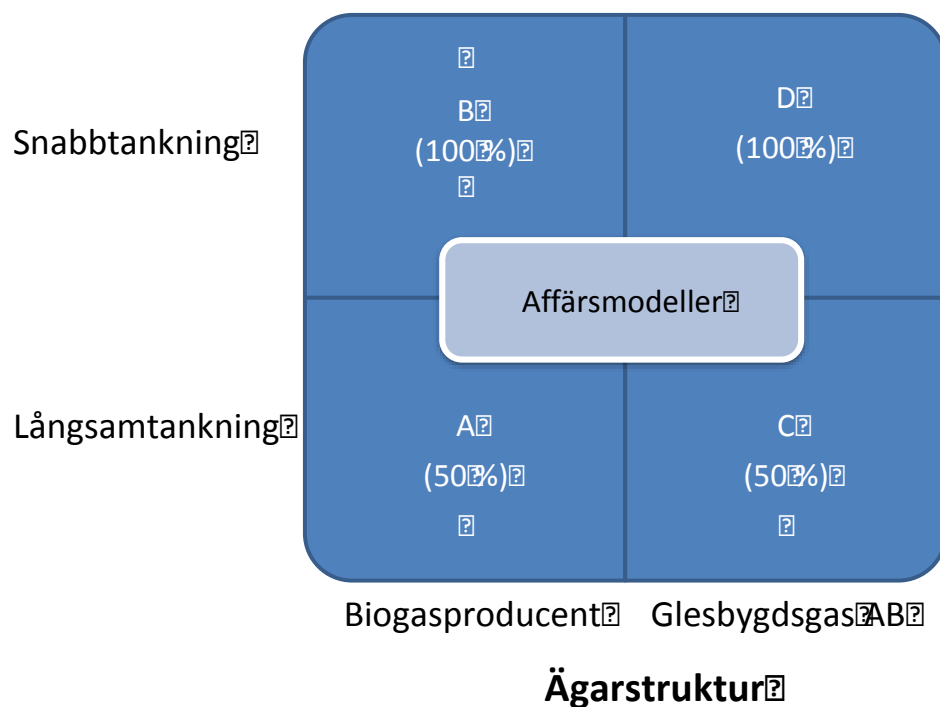 Snabbtankning
B
(100 %)
D
(100 %)
Affärsmodeller
Långsamtankning
A
(50 %)
C
(50 %)
Biogasproducent
Glesbygdsgas AB
Ägarstruktur